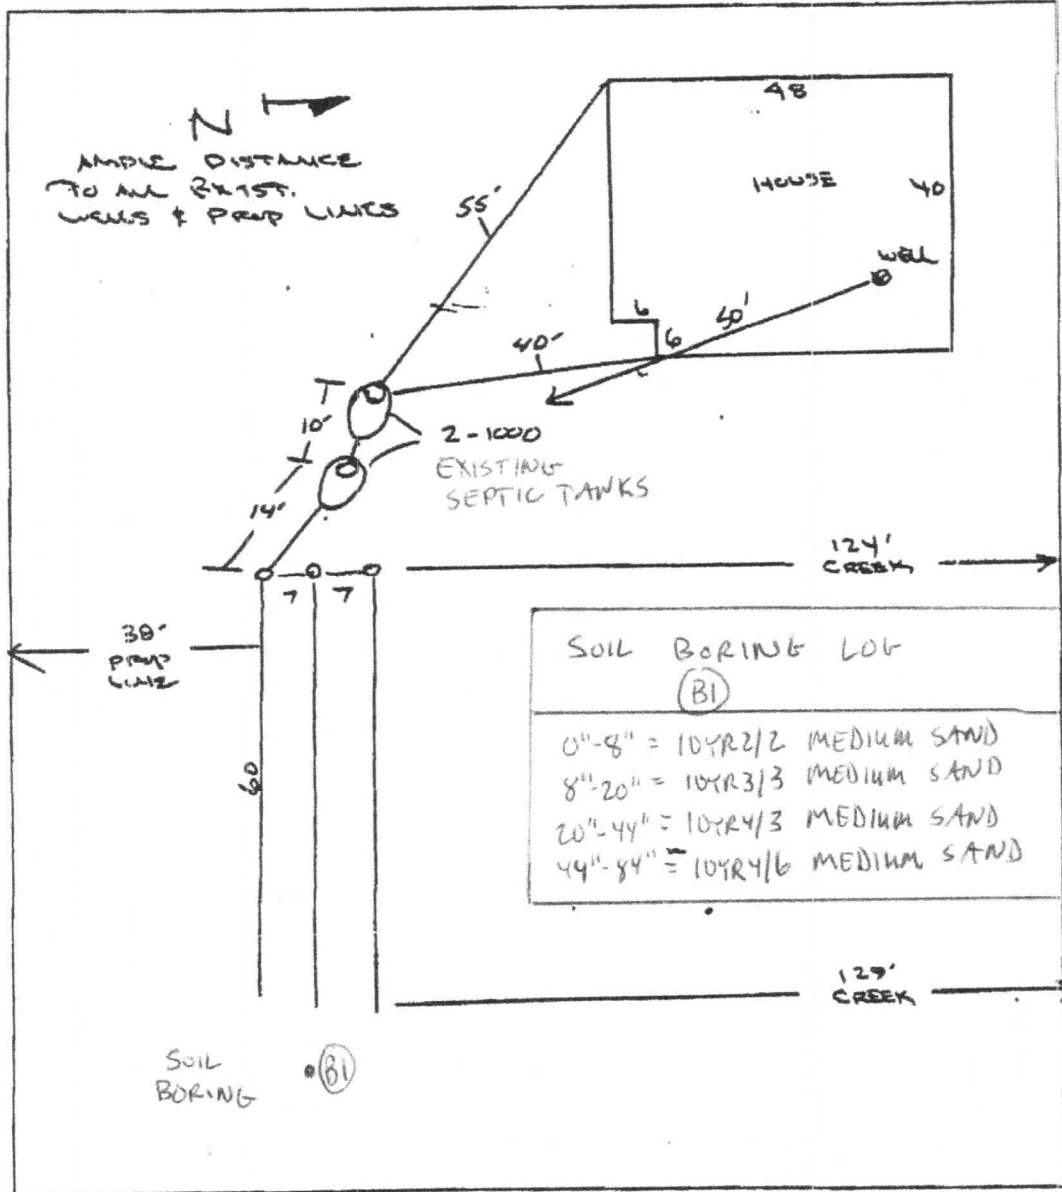 N
AMPLE DISTANCE
TO ALL EXIST.
WELLS & PROP LINES
48
HOUSE
40
WELL
55'
6
6
50'
40'
10'
2-1000
EXISTING
SEPTIC TANKS
14'
7 7
124'
CREEK
38'
PROP
LINE
60
SOIL BORING LOG
B1
0"-8" = 10YR2/2 MEDIUM SAND
8"-20" = 10YR3/3 MEDIUM SAND
20"-44" = 10YR4/3 MEDIUM SAND
44"-84" = 10YR4/6 MEDIUM SAND
CREEK
SOIL
BORING
B1